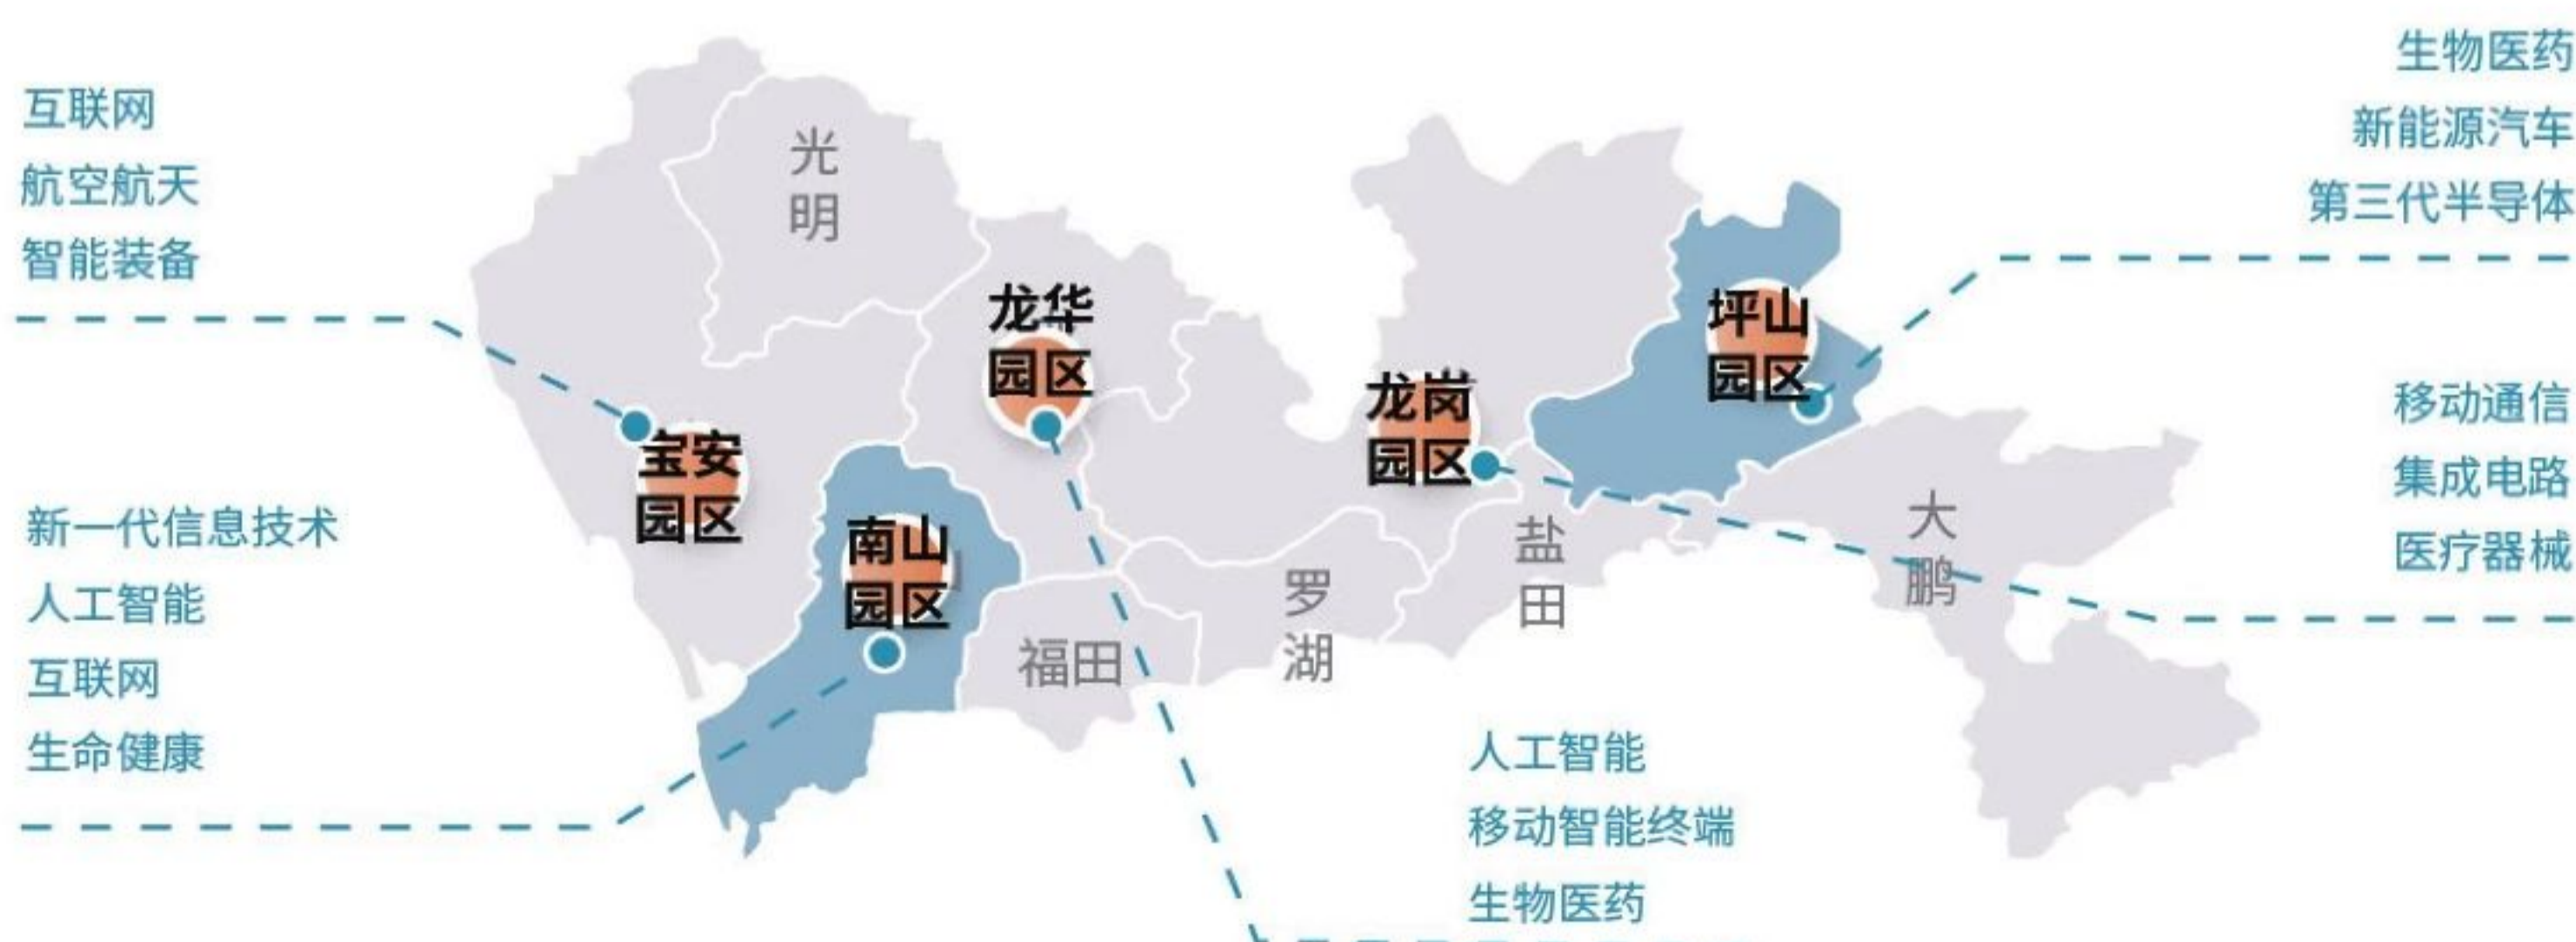 互联网
航空航天
智能装备
新一代信息技术
人工智能
互联网
生命健康
光
明
龙华
园区
宝安
园区
南山
园区
福田
罗
湖
龙岗
园区
盐
田
坪山
园区
大
鹏
生物医药
新能源汽车
第三代半导体
移动通信
集成电路
医疗器械
人工智能
移动智能终端
生物医药